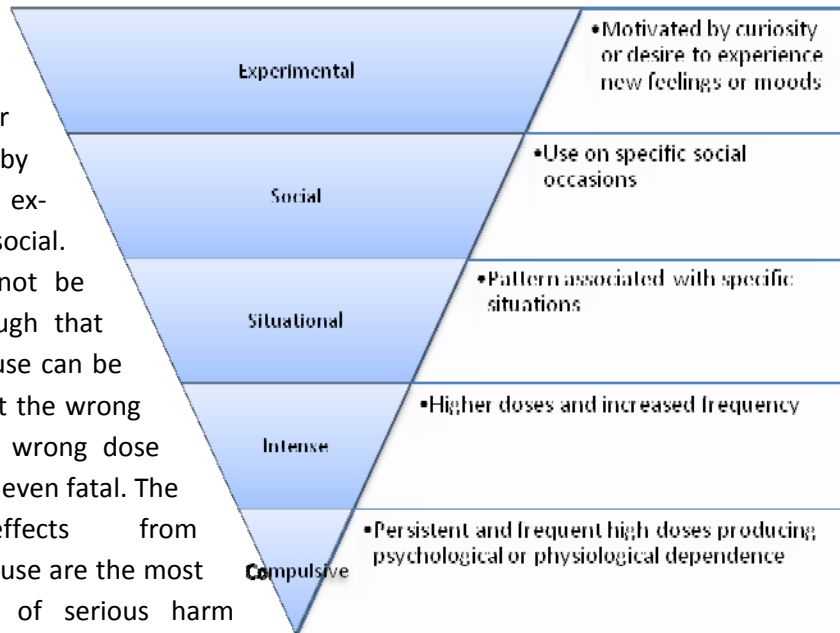 Experimental
•Motivated by curiosity
or desire to experience
new feelings or moods
Social
•Use on specific social
occasions
Situational
•Pattern associated with specific
situations
Intense
•Higher doses and increased frequency
Compulsive
•Persistent and frequent high doses producing
psychological or physiological dependence
r
by
ex-
social.
not be
ugh that
use can be
t the wrong
wrong dose
even fatal. The
effects from
use are the most
of serious harm